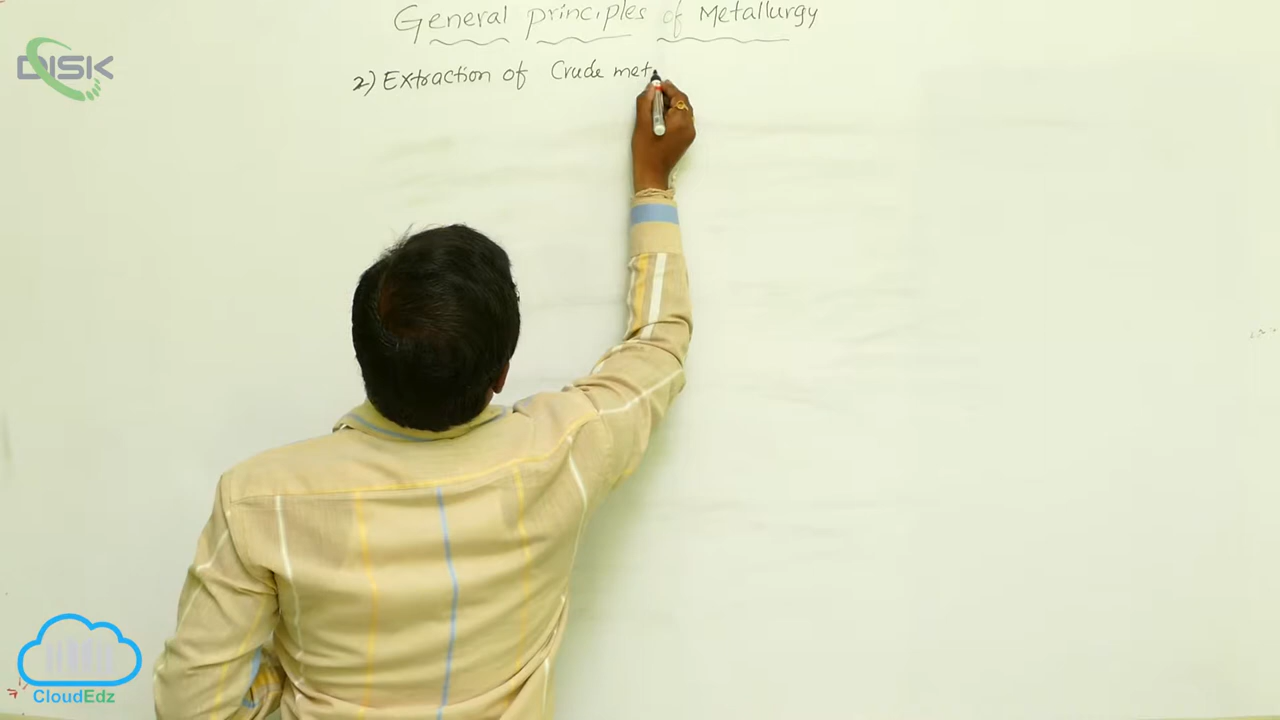 General principles of Metallurgy
DISK
2) Extraction of Crude met
CloudEdz